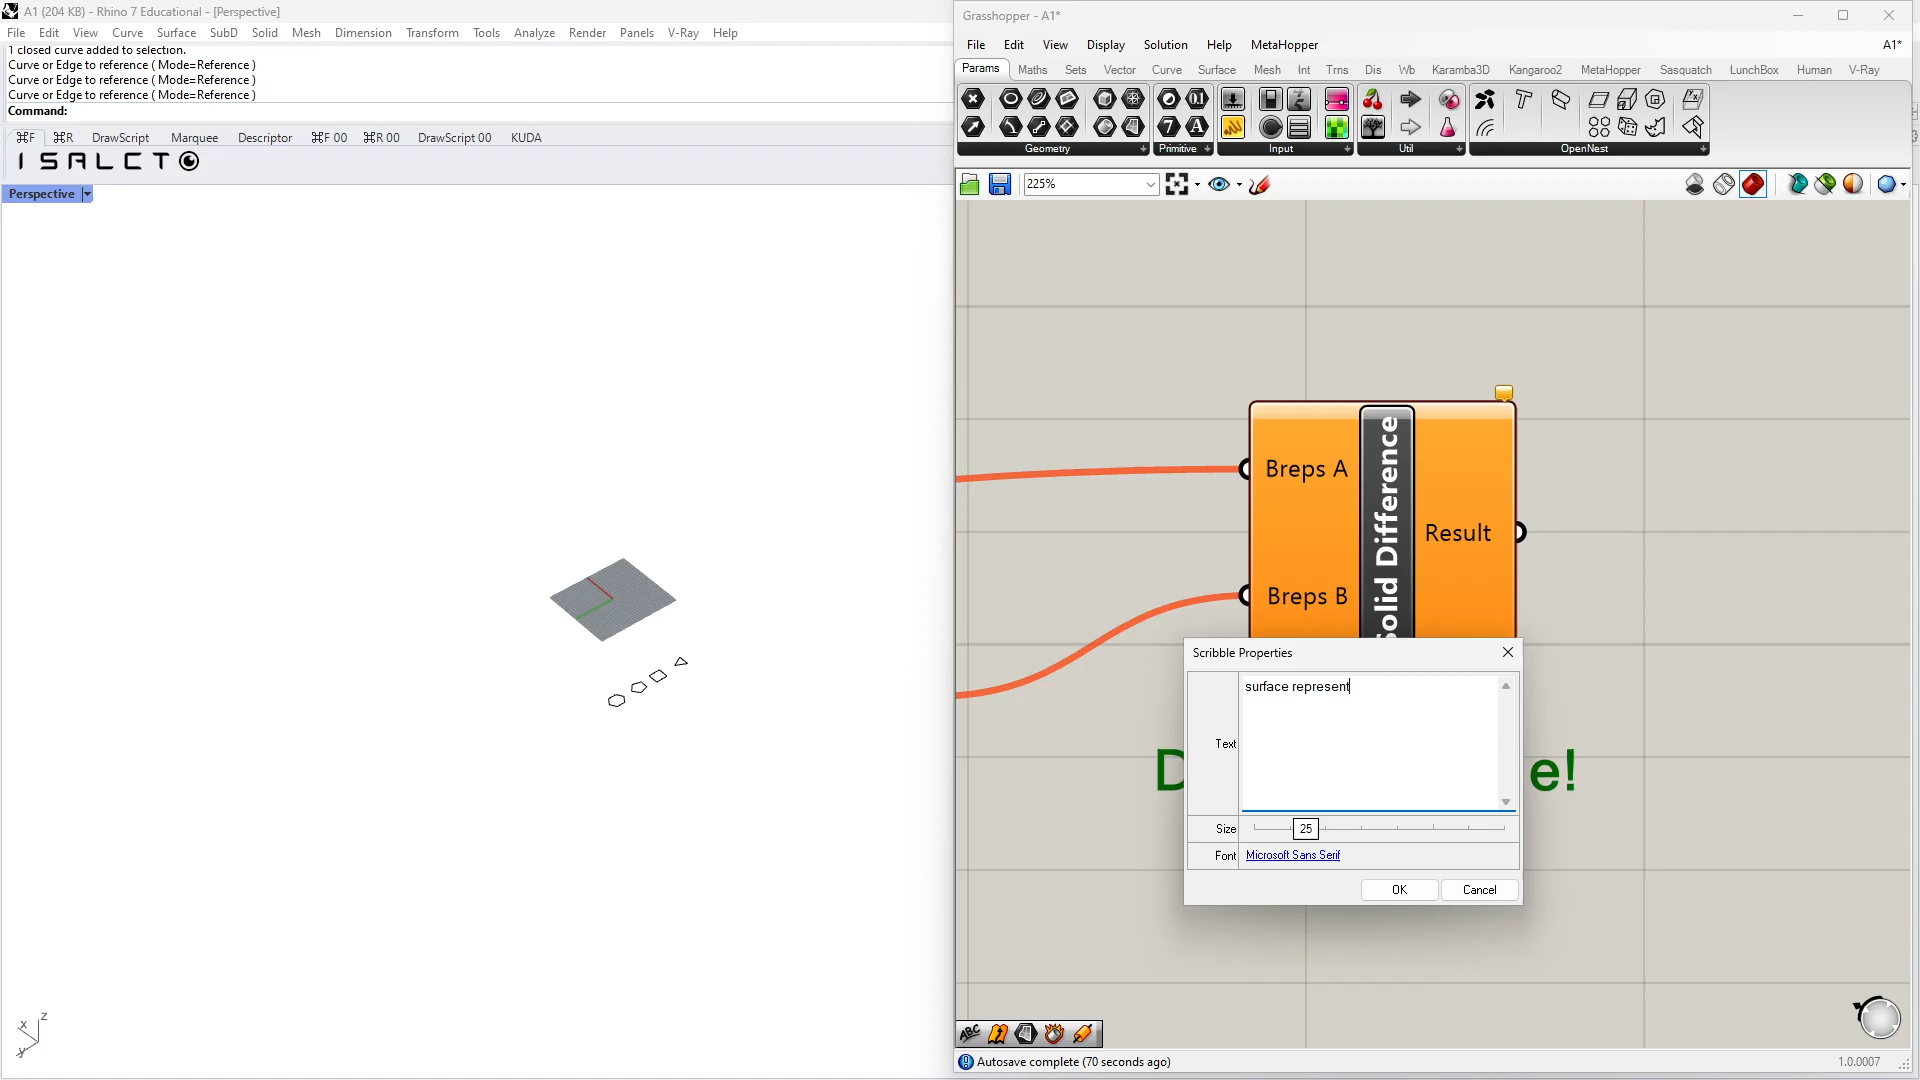 A1 (204 KB) - Rhino 7 Educational - [Perspective]
File Edit View Curve Surface SubD Solid Mesh Dimension Transform Tools Analyze Render Panels V-Ray Help
1 closed curve added to selection.
Curve or Edge to reference ( Mode=Reference )
Curve or Edge to reference ( Mode=Reference )
Curve or Edge to reference ( Mode=Reference )
Command:
⌘F ⌘R DrawScript Marquee Descriptor ⌘F 00 ⌘R 00 DrawScript 00 KUDA
Perspective
z
x
y
Grasshopper - A1*
File Edit View Display Solution Help MetaHopper A1*
Params Maths Sets Vector Curve Surface Mesh Int Trns Dis Wb Karamba3D Kangaroo2 MetaHopper Sasquatch LunchBox Human V-Ray
Geometry Primitive Input Util OpenNest
225%
Breps A
Breps B
Solid Difference
Result
D e!
Scribble Properties
Text surface represent
Size 25
Font Microsoft Sans Serif
OK Cancel
ABC
Autosave complete (70 seconds ago) 1.0.0007